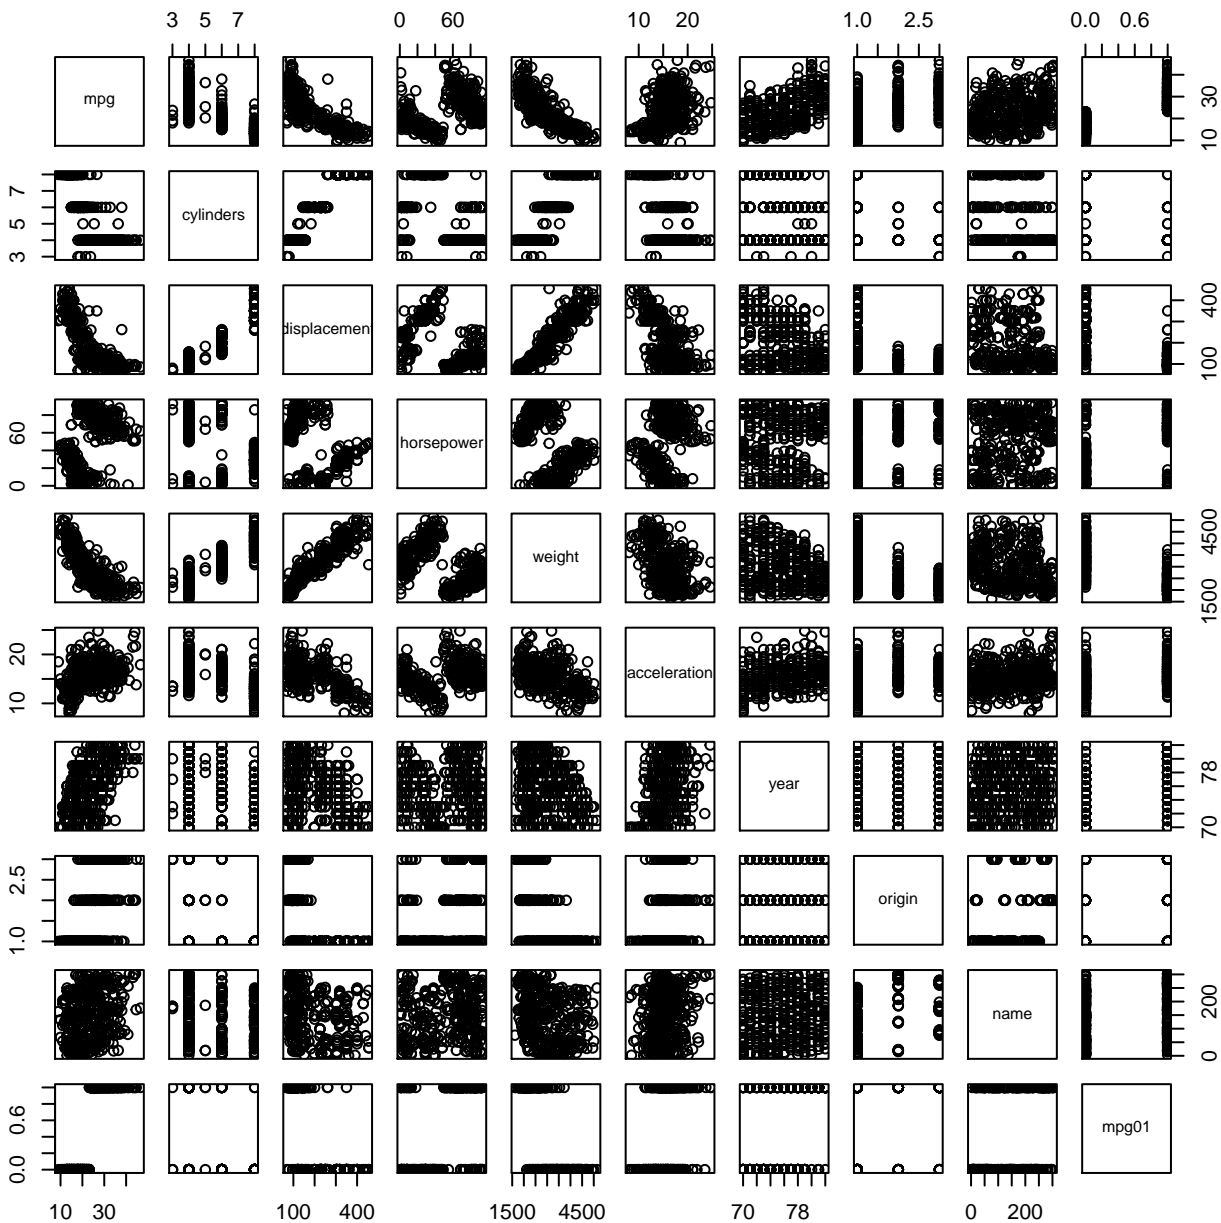 3 5 7 0 60 10 20 1.0 2.5 0.0 0.6
mpg 10 30
3 5 7 cylinders
displacement 100 400
0 60 horsepower
weight 1500 4500
10 20 acceleration
year 70 78
1.0 2.5 origin
name 0 200
0.0 0.6 mpg01
10 30 100 400 1500 4500 70 78 0 200